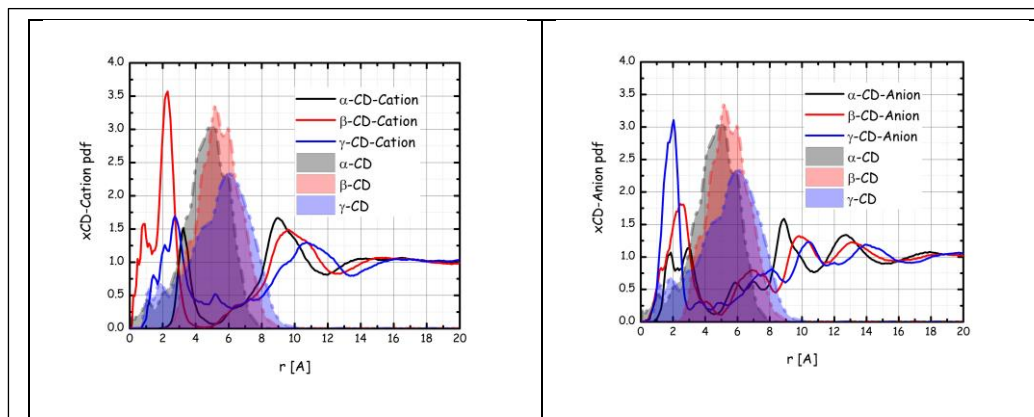 4.0
3.5
3.0
2.5
2.0
1.5
1.0
0.5
0.0
xCD-Cation pdf
α-CD-Cation
β-CD-Cation
γ-CD-Cation
α-CD
β-CD
γ-CD
0 2 4 6 8 10 12 14 16 18 20
r [A]
4.0
3.5
3.0
2.5
2.0
1.5
1.0
0.5
0.0
xCD-Anion pdf
α-CD-Anion
β-CD-Anion
γ-CD-Anion
α-CD
β-CD
γ-CD
0 2 4 6 8 10 12 14 16 18 20
r [A]